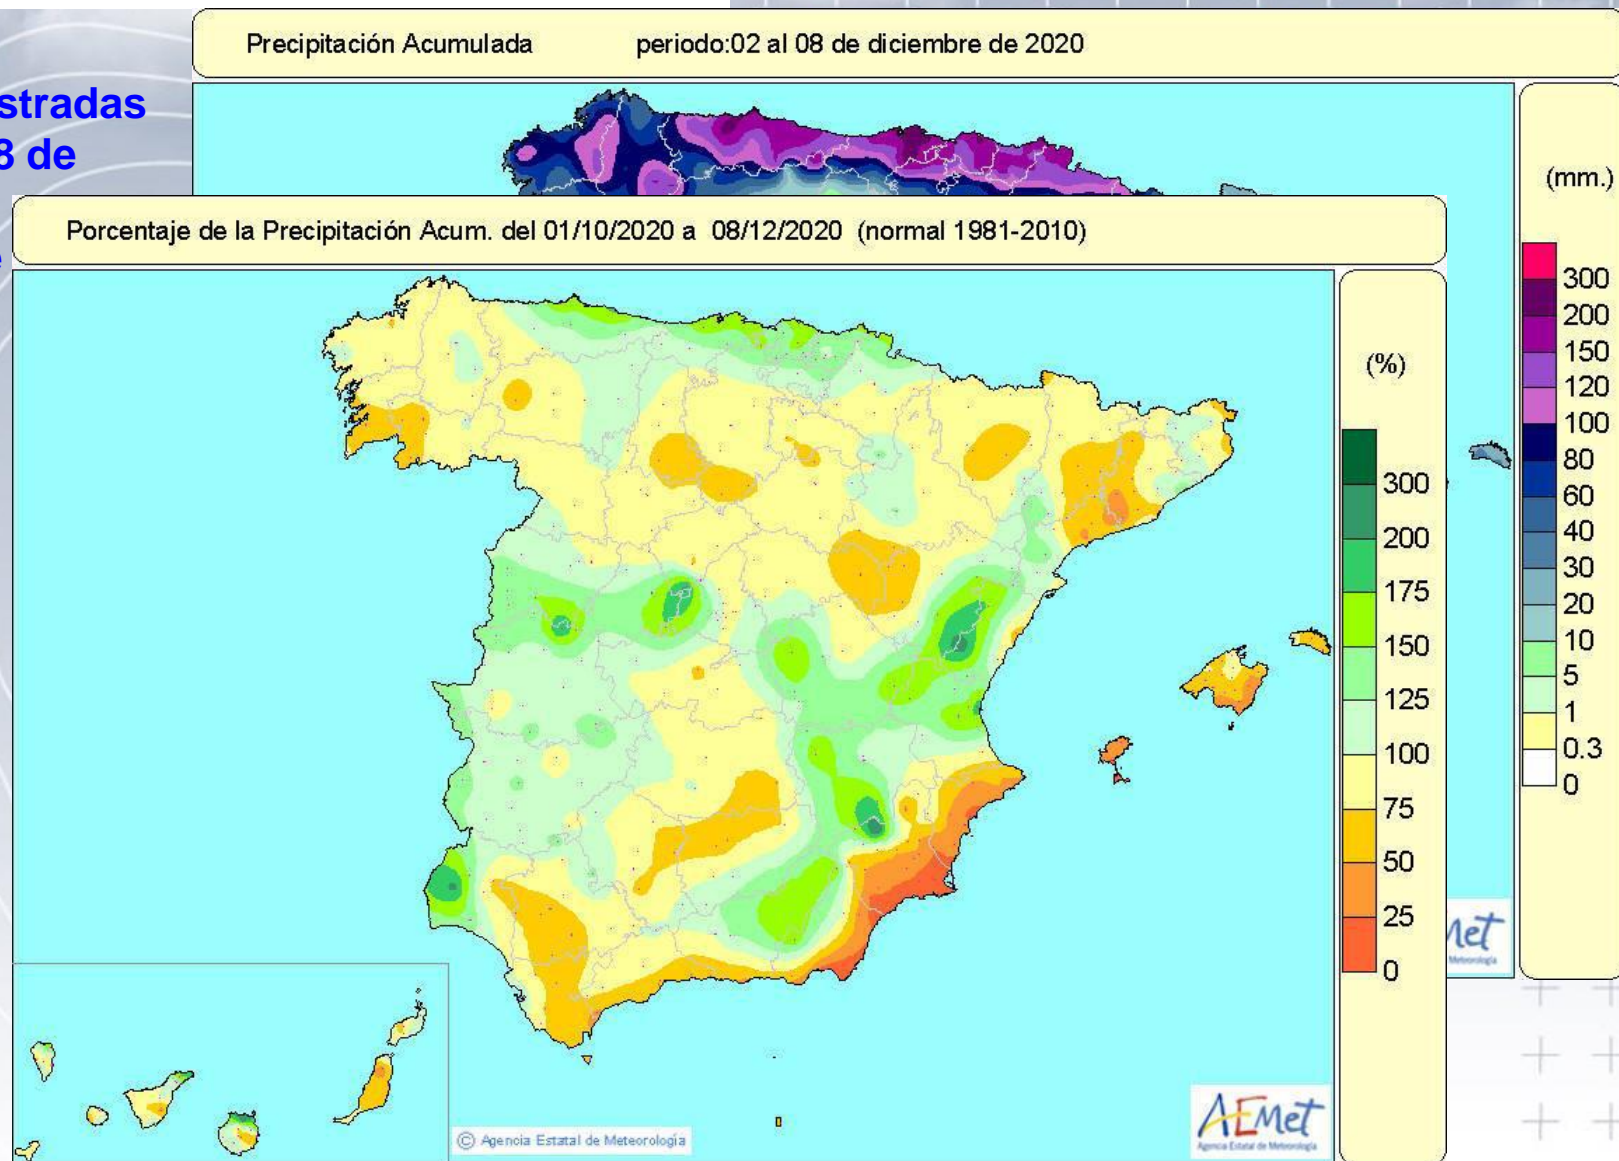 Precipitación Acumulada periodo:02 al 08 de diciembre de 2020
stradas
8 de
(mm.)
300
200
150
120
100
80
60
40
30
20
10
5
1
0.3
0
Porcentaje de la Precipitación Acum. del 01/10/2020 a 08/12/2020 (normal 1981-2010)
(%)
300
200
175
150
125
100
75
50
25
0
© Agencia Estatal de Meteorología
AEMet
Agencia Estatal de Meteorología
Met
Meteorología